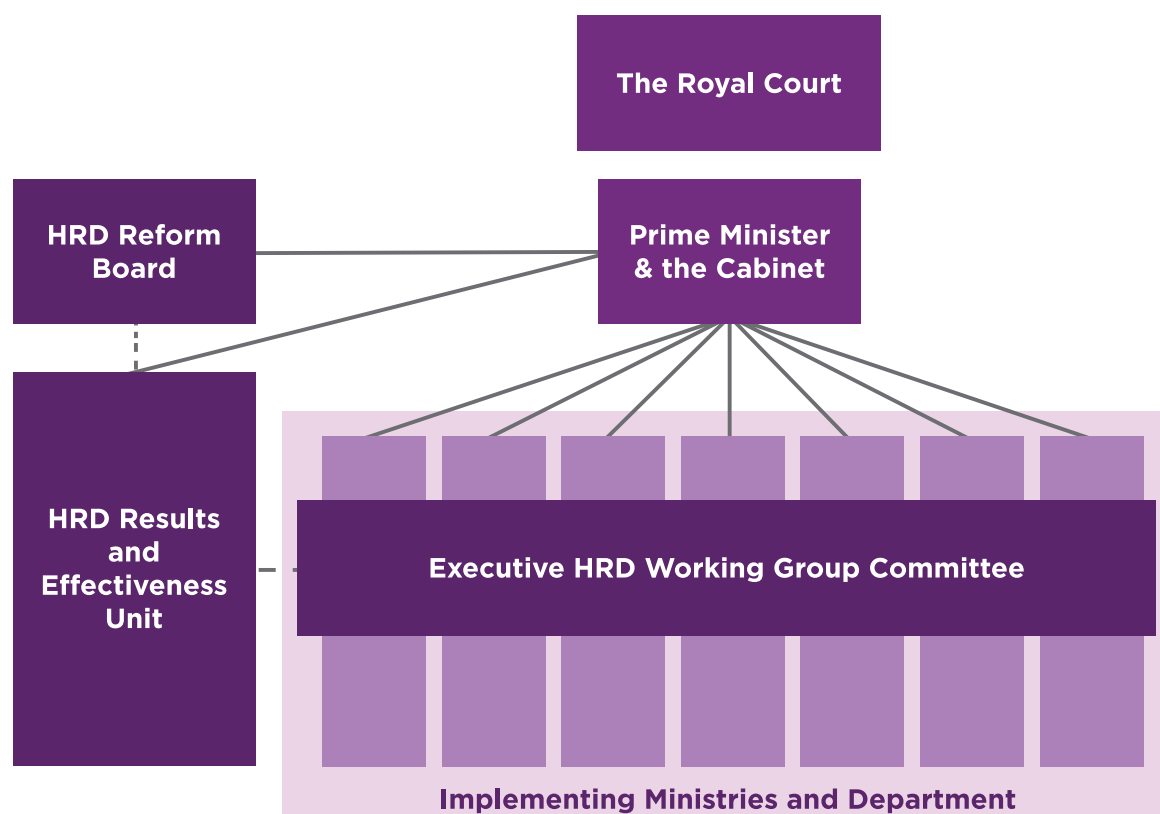 The Royal Court
HRD Reform
Board
Prime Minister
& the Cabinet
HRD Results
and
Effectiveness
Unit
Executive HRD Working Group Committee
Implementing Ministries and Department